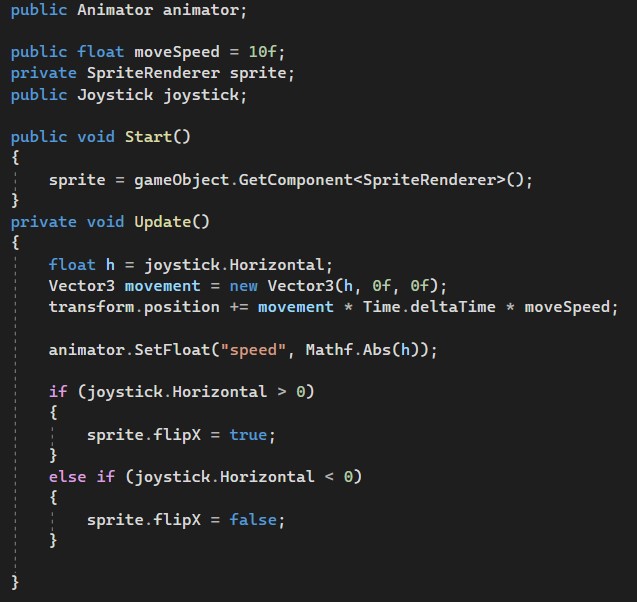 public Animator animator;
public float moveSpeed = 10f;
private SpriteRenderer sprite;
public Joystick joystick;
public void Start()
{
sprite = gameObject.GetComponent<SpriteRenderer>();
}
private void Update()
{
float h = joystick.Horizontal;
Vector3 movement = new Vector3(h, 0f, 0f);
transform.position += movement * Time.deltaTime * moveSpeed;
animator.SetFloat("speed", Mathf.Abs(h));
if (joystick.Horizontal > 0)
{
sprite.flipX = true;
}
else if (joystick.Horizontal < 0)
{
sprite.flipX = false;
}
}